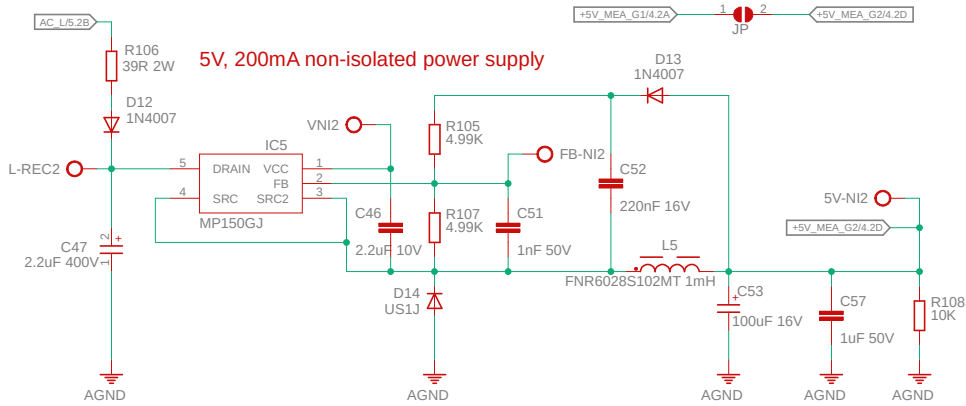 AC_L/5.2B
+5V_MEA_G1/4.2A
1
2
+5V_MEA_G2/4.2D
JP
R106
39R 2W
5V, 200mA non-isolated power supply
D13
1N4007
D12
1N4007
VNI2
R105
4.99K
IC5
L-REC2
5
DRAIN
VCC
1
FB-NI2
FB
2
C52
4
SRC
SRC2
3
220nF 16V
5V-NI2
MP150GJ
C46
R107
4.99K
C51
+5V_MEA_G2/4.2D
2
+
C47
2.2uF 400V
1
2.2uF 10V
1nF 50V
L5
FNR6028S102MT 1mH
D14
US1J
+
C53
100uF 16V
C57
1uF 50V
R108
10K
AGND
AGND
AGND
AGND
AGND